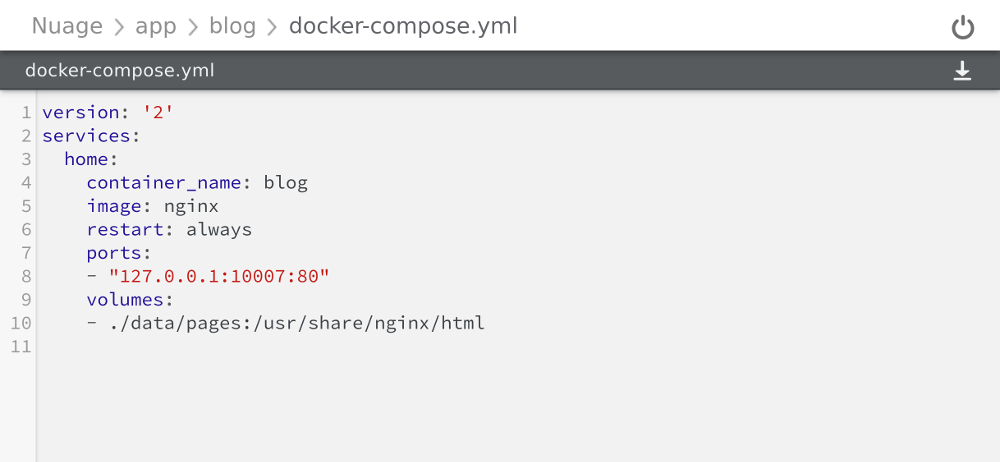 Nuage > app > blog > docker-compose.yml
docker-compose.yml
1 version: '2'
2 services:
3   home:
4     container_name: blog
5     image: nginx
6     restart: always
7     ports:
8     - "127.0.0.1:10007:80"
9     volumes:
10     - ./data/pages:/usr/share/nginx/html
11